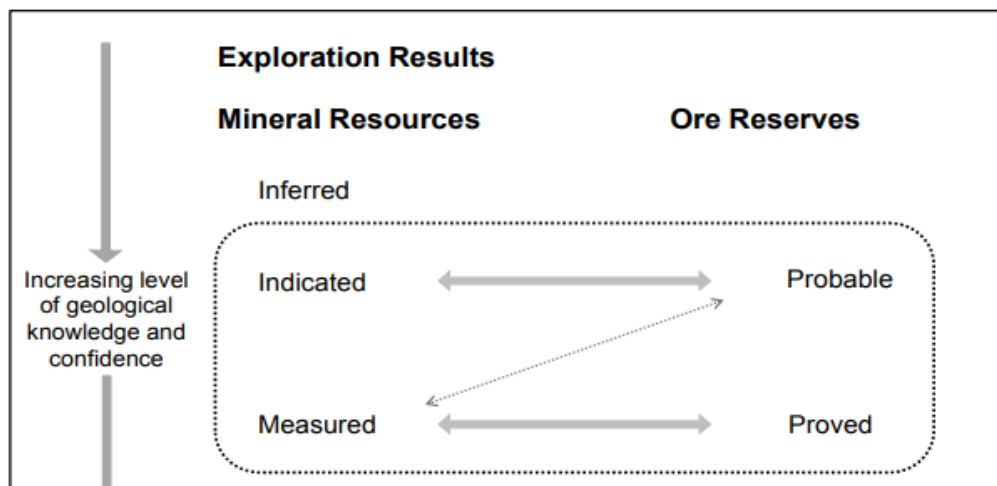 Exploration Results
Mineral Resources
Ore Reserves
Inferred
Increasing level
of geological
knowledge and
confidence
Indicated
Probable
Measured
Proved